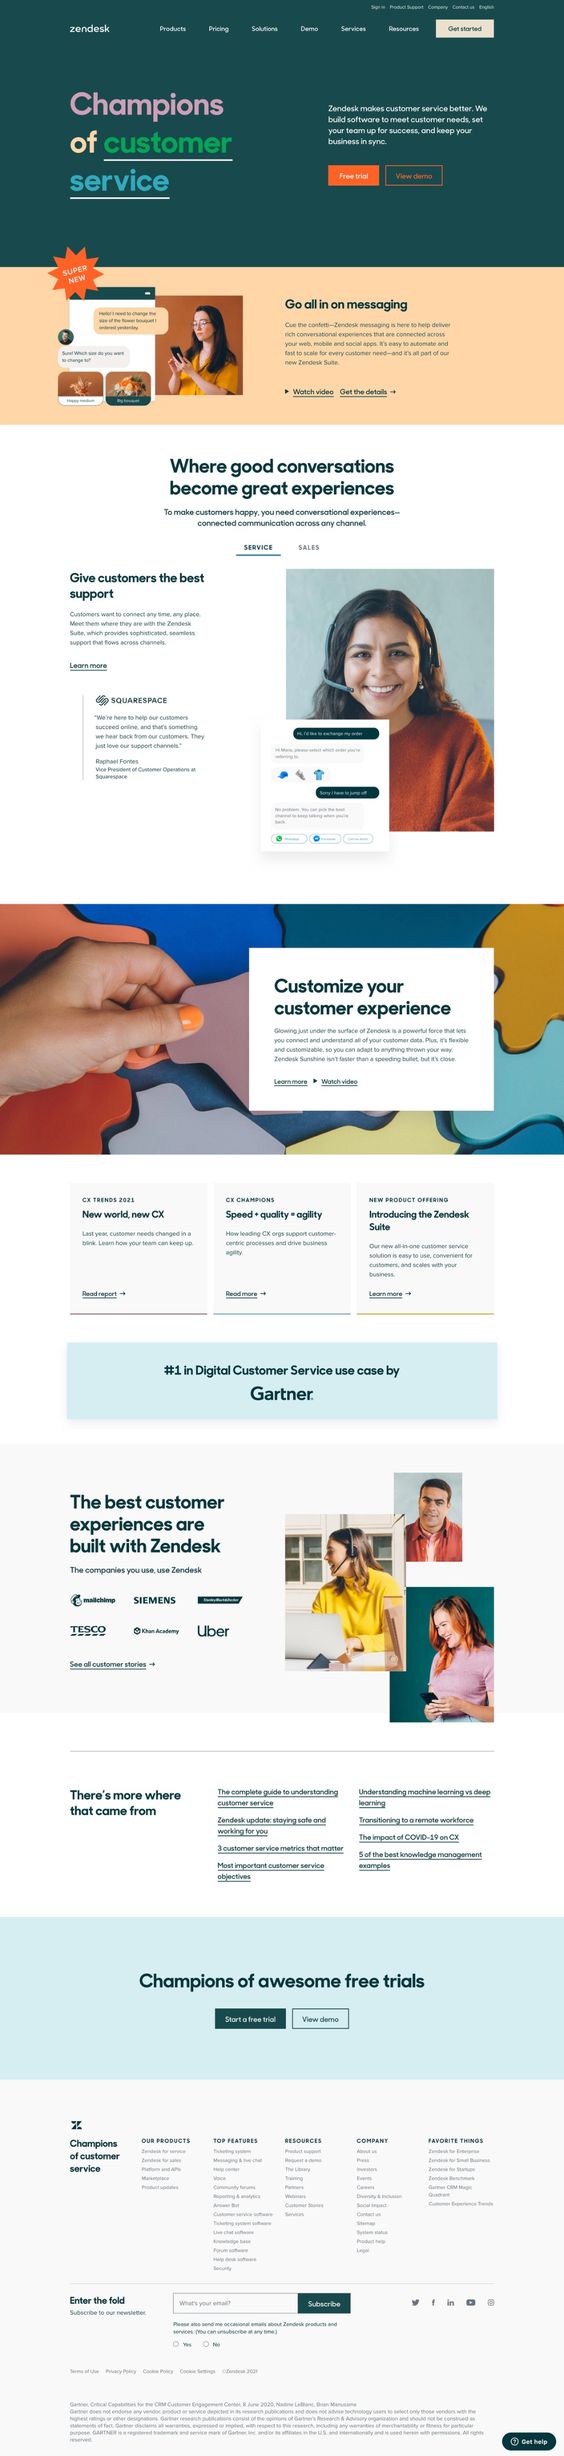 Sign in Product Support Company Contact us English
zendesk Products Pricing Solutions Demo Services Resources Get started
Champions
of customer
service
Zendesk makes customer service better. We
build software to meet customer needs, set
your team up for success, and keep your
business in sync.
Free trial View demo
SUPER
NEW
Hello! I need to change the
size of the flower bouquet I
ordered yesterday.
Sure! Which size do you want
to change to?
Happy medium Big bouquet
Go all in on messaging
Cue the confetti—Zendesk messaging is here to help deliver
rich conversational experiences that are connected across
your web, mobile and social apps. It's easy to automate and
fast to scale for every customer need—and it's all part of our
new Zendesk Suite.
Watch video Get the details →
Where good conversations
become great experiences
To make customers happy, you need conversational experiences—
connected communication across any channel.
SERVICE SALES
Give customers the best
support
Customers want to connect any time, any place.
Meet them where they are with the Zendesk
Suite, which provides sophisticated, seamless
support that flows across channels.
Learn more
SQUARESPACE
"We're here to help our customers
succeed online, and that's something
we hear back from our customers. They
just love our support channels."
Raphael Fontes
Vice President of Customer Operations at
Squarespace
Hi, I'd like to exchange my order
Hi Manu, please select which order you're
referring to.
Sorry I have to jump off
No problem. You can pick the best
channel to keep talking when you're
back.
WhatsApp
Customize your
customer experience
Glowing just under the surface of Zendesk is a powerful force that lets
you connect and understand all of your customer data. Plus, it's flexible
and customizable, so you can adapt to anything thrown your way.
Zendesk Sunshine isn't faster than a speeding bullet, but it's close.
Learn more Watch video
CX TRENDS 2021
New world, new CX
Last year, customer needs changed in a
blink. Learn how your team can keep up.
Read report →
CX CHAMPIONS
Speed + quality = agility
How leading CX orgs support customer-
centric processes and drive business
agility.
Read more →
NEW PRODUCT OFFERING
Introducing the Zendesk
Suite
Our new all-in-one customer service
solution is easy to use, convenient for
customers, and scales with your
business.
Learn more →
#1 in Digital Customer Service use case by
Gartner
The best customer
experiences are
built with Zendesk
The companies you use, use Zendesk
mailchimp SIEMENS StanleyBlack&Decker
TESCO Khan Academy Uber
See all customer stories →
There's more where
that came from
The complete guide to understanding
customer service
Zendesk update: staying safe and
working for you
3 customer service metrics that matter
Most important customer service
objectives
Understanding machine learning vs deep
learning
Transitioning to a remote workforce
The impact of COVID-19 on CX
5 of the best knowledge management
examples
Champions of awesome free trials
Start a free trial View demo
Champions
of customer
service
OUR PRODUCTS
Zendesk for service
Zendesk for sales
Platform and APIs
Marketplace
Product updates
TOP FEATURES
Ticketing system
Messaging & live chat
Help center
Voice
Community forums
Reporting & analytics
Answer Bot
Customer service software
Ticketing system software
Live chat software
Knowledge base
Forum software
Help desk software
Security
RESOURCES
Product support
Request a demo
The Library
Training
Partners
Webinars
Customer Stories
Services
COMPANY
About us
Press
Investors
Events
Careers
Diversity & Inclusion
Social Impact
Contact us
Sitemap
System status
Product help
Legal
FAVORITE THINGS
Zendesk for Enterprise
Zendesk for Small Business
Zendesk for Startups
Zendesk Benchmark
Gartner CRM Magic
Quadrant
Customer Experience Trends
Enter the fold
Subscribe to our newsletter.
What's your email? Subscribe
Please also send me occasional emails about Zendesk products and
services. (You can unsubscribe at any time.)
Yes No
Terms of Use Privacy Policy Cookie Policy Cookie Settings ©Zendesk 2021
Gartner, Critical Capabilities for the CRM Customer Engagement Center, 8 June 2020, Nadine LeBlanc, Brian Manusama
Gartner does not endorse any vendor, product or service depicted in its research publications and does not advise technology users to select only those vendors with the
highest ratings or other designations. Gartner research publications consist of the opinions of Gartner's Research & Advisory organization and should not be construed as
statements of fact. Gartner disclaims all warranties, expressed or implied, with respect to this research, including any warranties of merchantability or fitness for particular
purpose. GARTNER is a registered trademark and service mark of Gartner, Inc. and/or its affiliates in the U.S. and internationally and is used herein with permissions. All rights
reserved.
Get help